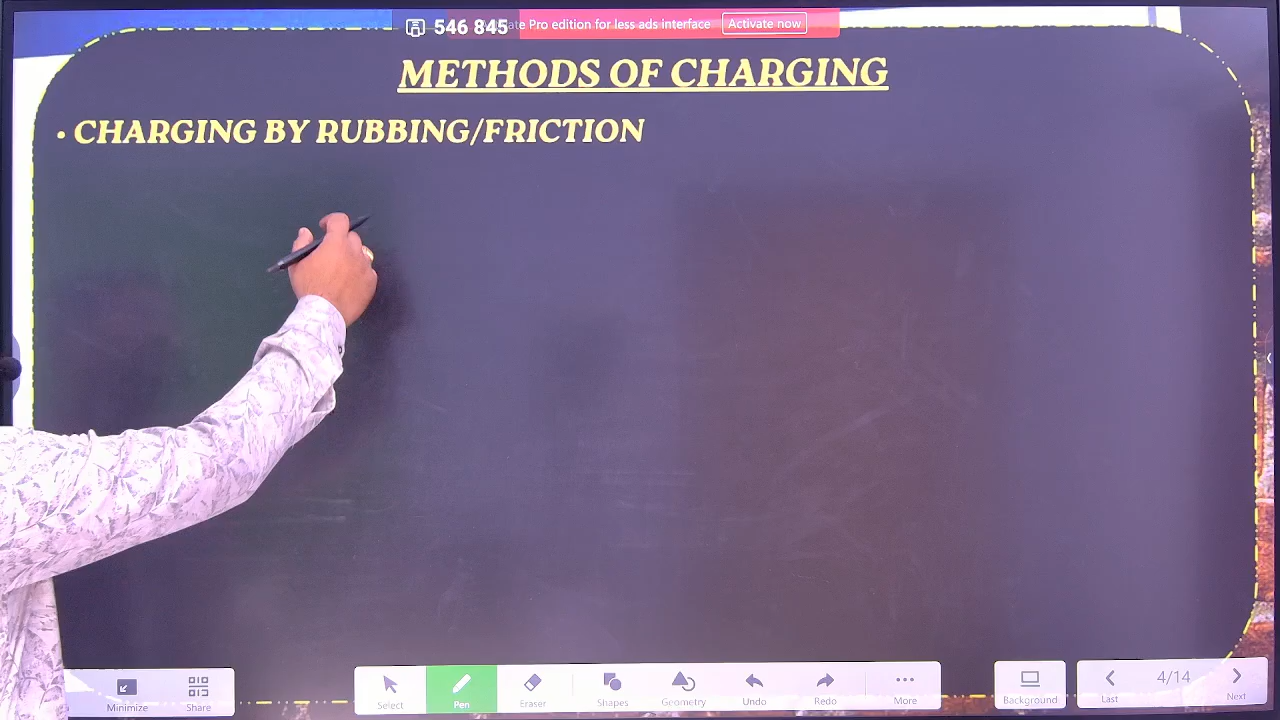 546 845
Pro edition for less ads interface
Activate now
METHODS OF CHARGING
• CHARGING BY RUBBING/FRICTION
Minimize
Share
Select
Pen
Eraser
Shapes
Geometry
Undo
Redo
More
Background
Last
4/14
Next